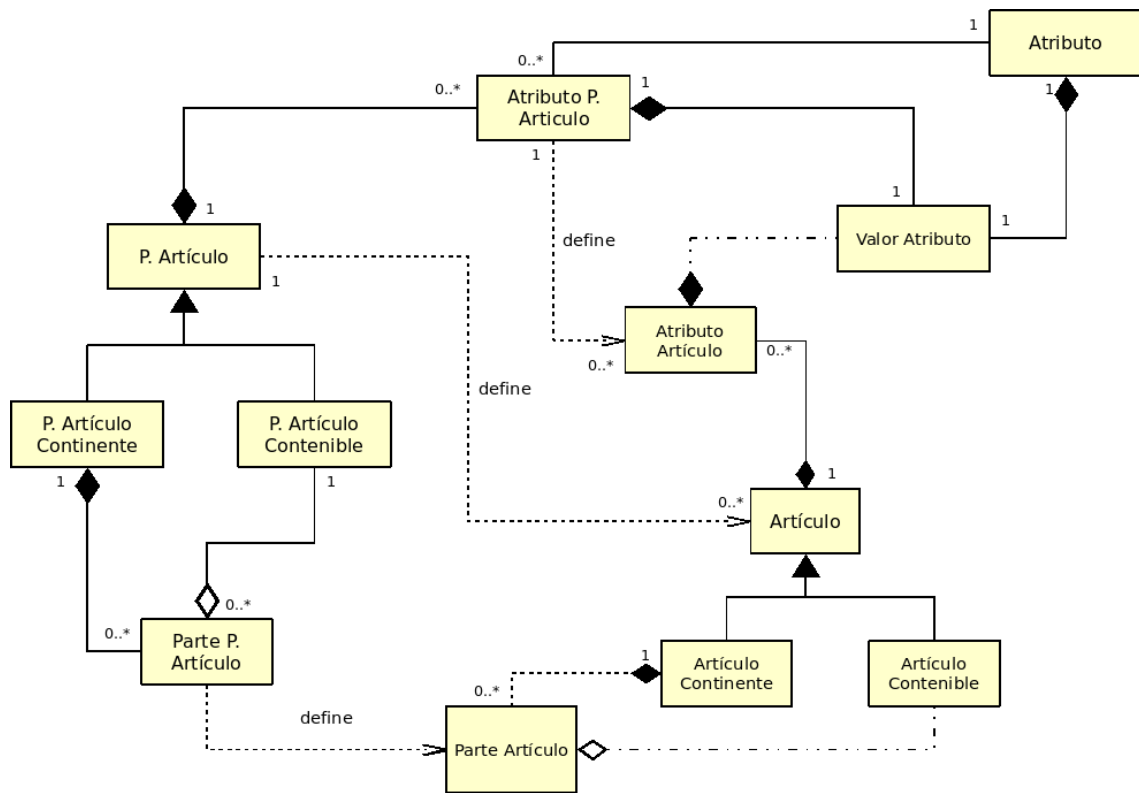 1
Atributo
0..*
0..*
Atributo P.
Articulo
1
1
1
1
P. Artículo
1
define
1
Valor Atributo
1
0..*
Atributo
Artículo
0..*
define
P. Artículo
Continente
P. Artículo
Contenible
1
1
1
0..*
Artículo
0..*
0..*
Parte P.
Artículo
1
Artículo
Continente
Artículo
Contenible
0..*
define
Parte Artículo